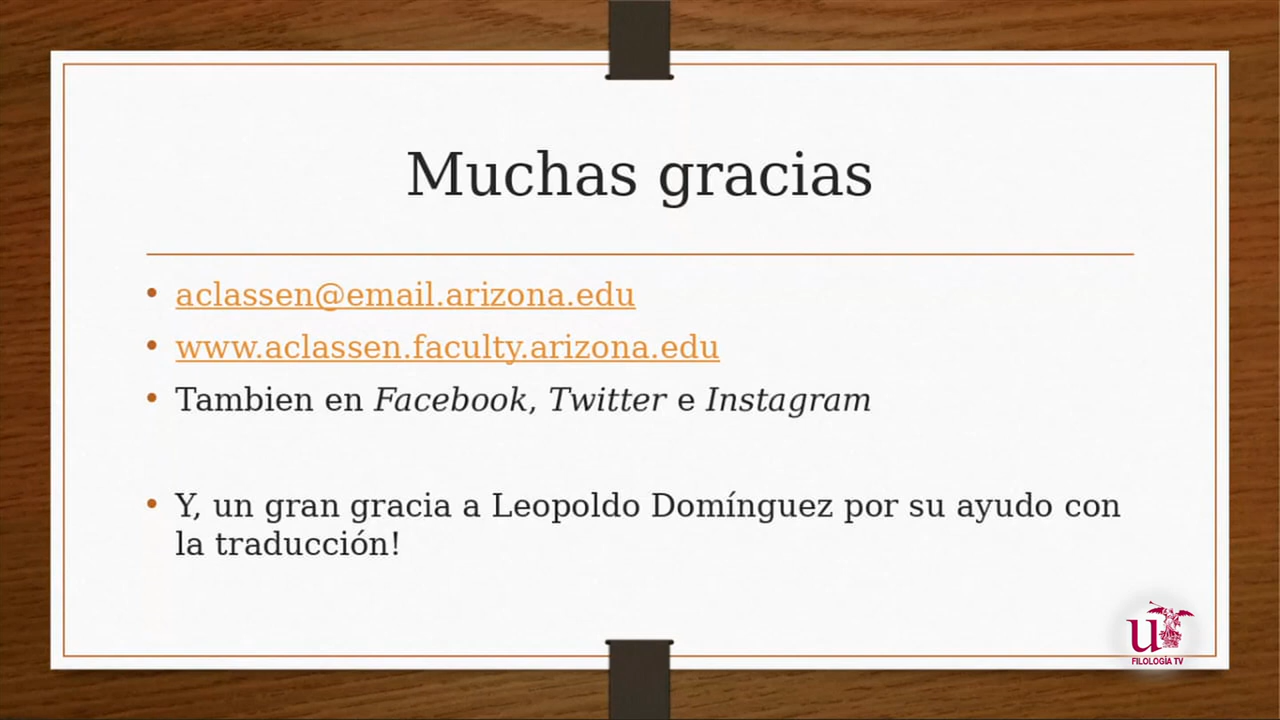 Muchas gracias
• aclassen@email.arizona.edu
• www.aclassen.faculty.arizona.edu
• Tambien en Facebook, Twitter e Instagram
• Y, un gran gracia a Leopoldo Domínguez por su ayudo con
la traducción!
u
FILOLOGÍA TV